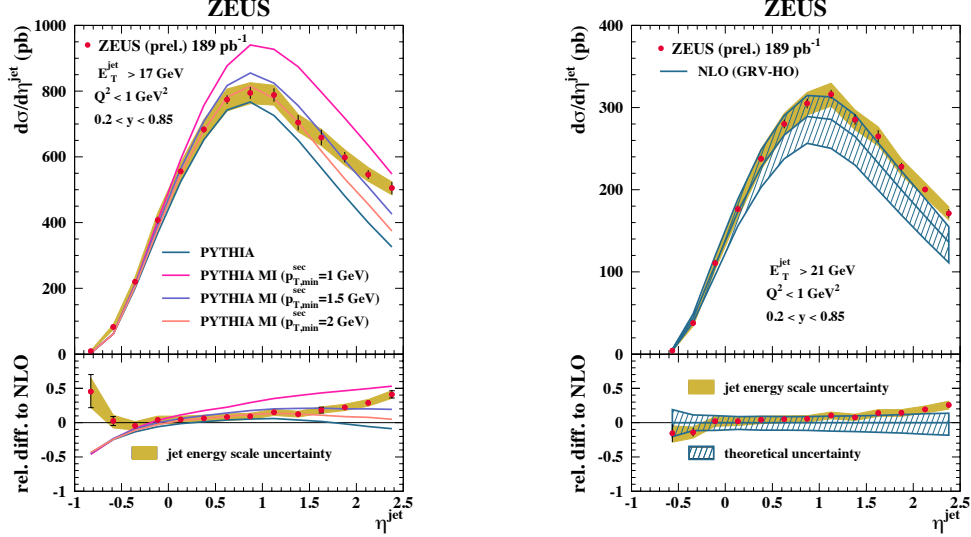 ZEUS
dσ/dη^jet (pb)
1000
800
600
400
200
0
ZEUS (prel.) 189 pb^-1
E_T^jet > 17 GeV
Q^2 < 1 GeV^2
0.2 < y < 0.85
PYTHIA
PYTHIA MI (p_T,min^sec=1 GeV)
PYTHIA MI (p_T,min^sec=1.5 GeV)
PYTHIA MI (p_T,min^sec=2 GeV)
rel. diff. to NLO
0.5
0
-0.5
-1
jet energy scale uncertainty
-1 -0.5 0 0.5 1 1.5 2 2.5
η^jet
ZEUS
dσ/dη^jet (pb)
400
300
200
100
0
ZEUS (prel.) 189 pb^-1
NLO (GRV-HO)
E_T^jet > 21 GeV
Q^2 < 1 GeV^2
0.2 < y < 0.85
rel. diff. to NLO
0.5
0
-0.5
-1
jet energy scale uncertainty
theoretical uncertainty
-1 -0.5 0 0.5 1 1.5 2 2.5
η^jet